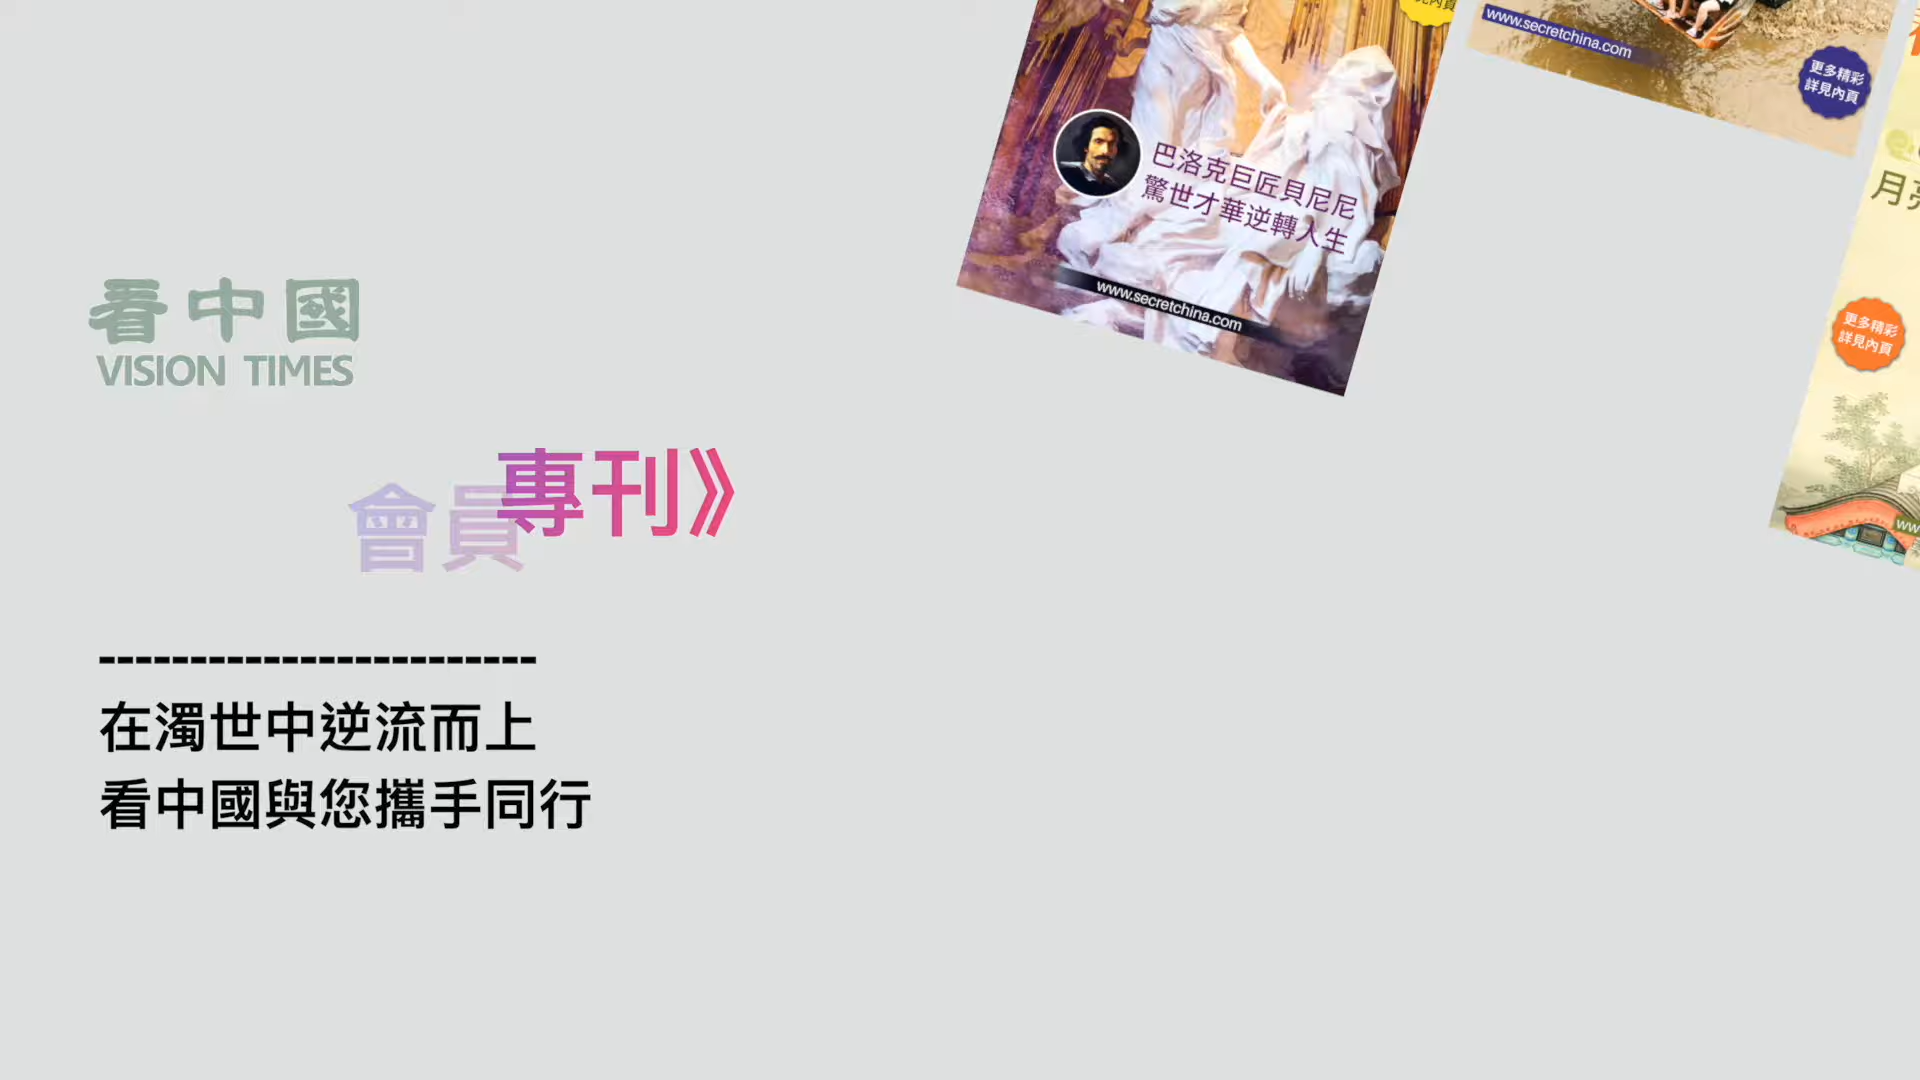 看中國
VISION TIMES
會員專刊》
------------------------
在濁世中逆流而上
看中國與您攜手同行
巴洛克巨匠貝尼尼
驚世才華逆轉人生
www.secretchina.com
www.secretchina.com
更多精彩
詳見內頁
月
更多精彩
詳見內頁